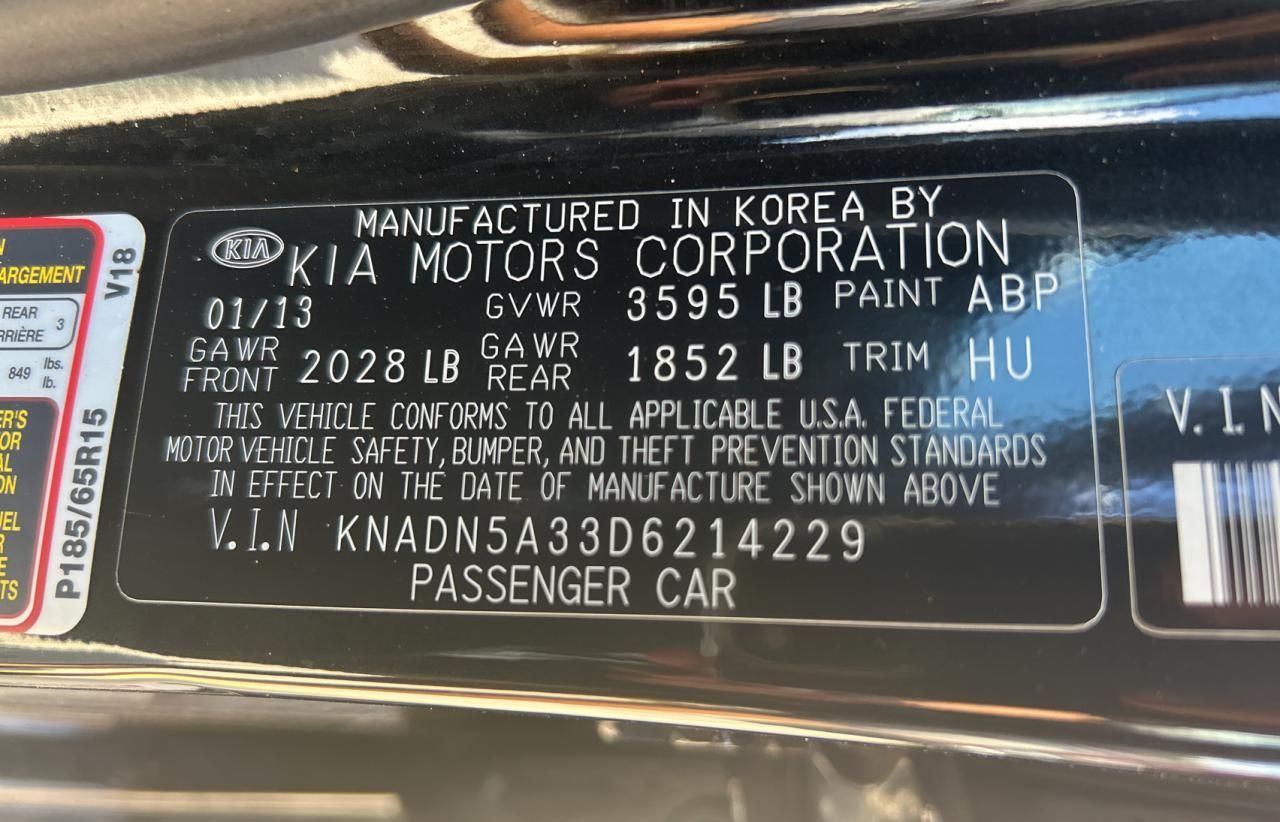 MANUFACTURED IN KOREA BY
KIA KIA MOTORS CORPORATION
01/13 GVWR 3595 LB PAINT ABP
GAWR FRONT 2028 LB GAWR REAR 1852 LB TRIM HU
THIS VEHICLE CONFORMS TO ALL APPLICABLE U.S.A. FEDERAL
MOTOR VEHICLE SAFETY, BUMPER, AND THEFT PREVENTION STANDARDS
IN EFFECT ON THE DATE OF MANUFACTURE SHOWN ABOVE
V.I.N KNADN5A33D6214229
PASSENGER CAR
V.I.N
V18
P185/65R15
REAR 3
849 lbs.
lb.